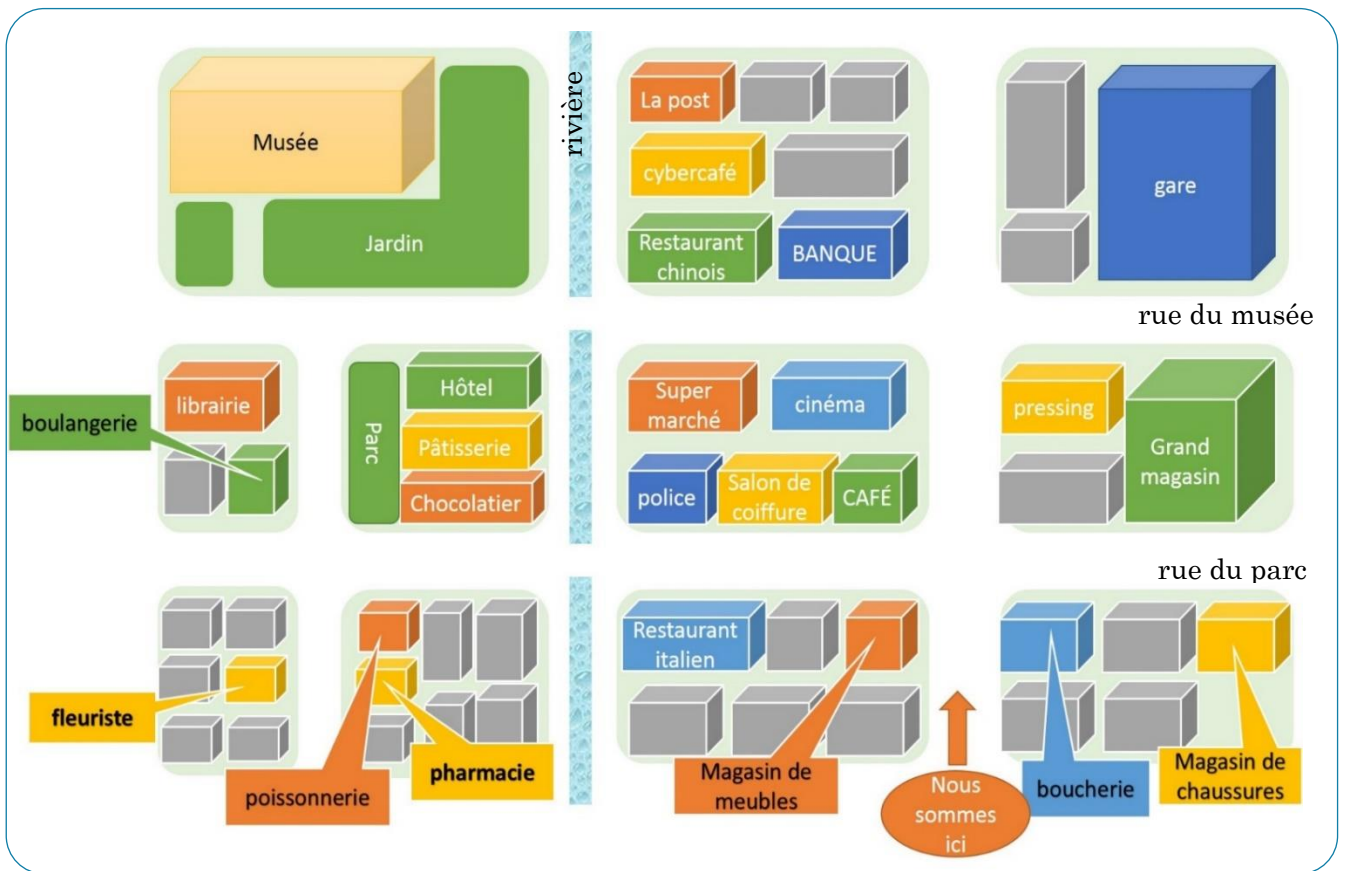 rivière
La post
Musée
cybercafé
gare
Jardin
Restaurant
chinois
BANQUE
rue du musée
librairie
boulangerie
Parc
Hôtel
Pâtisserie
Chocolatier
Super
marché
cinéma
police
Salon de
coiffure
CAFÉ
pressing
Grand
magasin
rue du parc
Restaurant
italien
fleuriste
poissonnerie
pharmacie
Magasin de
meubles
Nous
sommes
ici
boucherie
Magasin de
chaussures